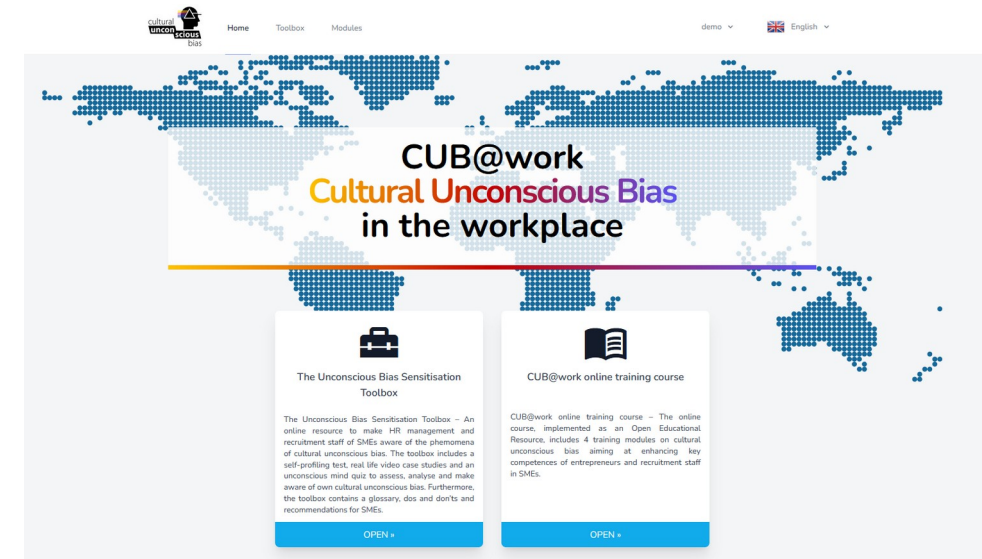 cultural
uncon scious
bias
Home
Toolbox
Modules
demo
English
CUB@work
Cultural Unconscious Bias
in the workplace
The Unconscious Bias Sensitisation
Toolbox
The Unconscious Bias Sensitisation Toolbox – An
online resource to make HR management and
recruitment staff of SMEs aware of the phemomena
of cultural unconscious bias. The toolbox includes a
self-profiling test, real life video case studies and an
unconscious mind quiz to assess, analyse and make
aware of own cultural unconscious bias. Furthermore,
the toolbox contains a glossary, dos and don'ts and
recommendations for SMEs.
OPEN »
CUB@work online training course
CUB@work online training course – The online
course, implemented as an Open Educational
Resource, includes 4 training modules on cultural
unconscious bias aiming at enhancing key
competences of entrepreneurs and recruitment staff
in SMEs.
OPEN »